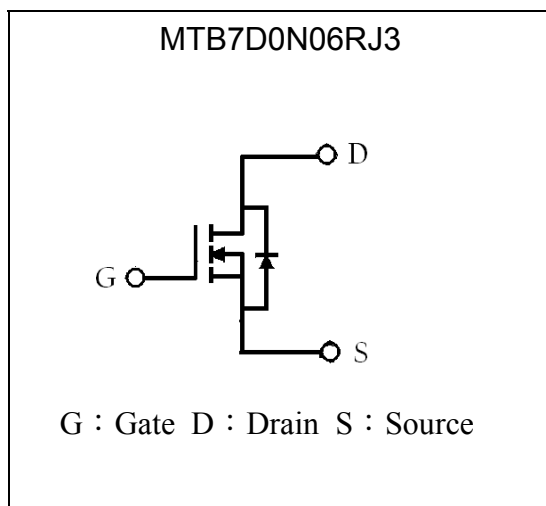 MTB7D0N06RJ3
D
G
S
G：Gate D：Drain S：Source